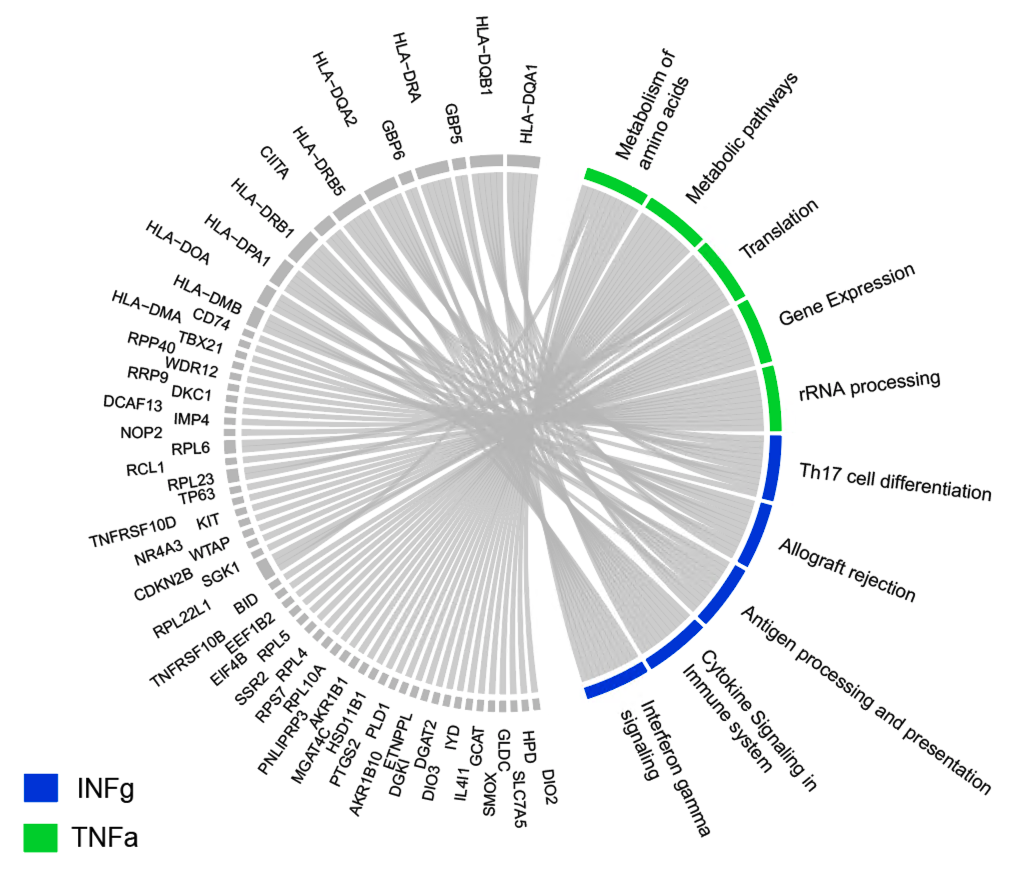 HLA−DQA1
HLA−DQB1
GBP5
HLA−DRA
GBP6
HLA−DQA2
HLA−DRB5
CIITA
HLA−DRB1
HLA−DPA1
HLA−DOA
HLA−DMB
HLA−DMA
CD74
TBX21
RPP40
WDR12
RRP9
DKC1
DCAF13
IMP4
NOP2
RPL6
RCL1
RPL23
TP63
TNFRSF10D
KIT
NR4A3
WTAP
CDKN2B
SGK1
RPL22L1
BID
TNFRSF10B
EEF1B2
EIF4B
RPL5
SSR2
RPL4
RPS7
RPL10A
PNLIPRP3
AKR1B1
MGAT4C
HSD11B1
PTGS2
PLD1
AKR1B10
ETNPPL
DGKI
DGAT2
DIO3
IYD
IL4I1
GCAT
SMOX
GLDC
SLC7A5
HPD
DIO2
Metabolism of
amino acids
Metabolic pathways
Translation
Gene Expression
rRNA processing
Th17 cell differentiation
Allograft rejection
Antigen processing and presentation
Cytokine Signaling in
Immune system
Interferon gamma
signaling
INFg
TNFa